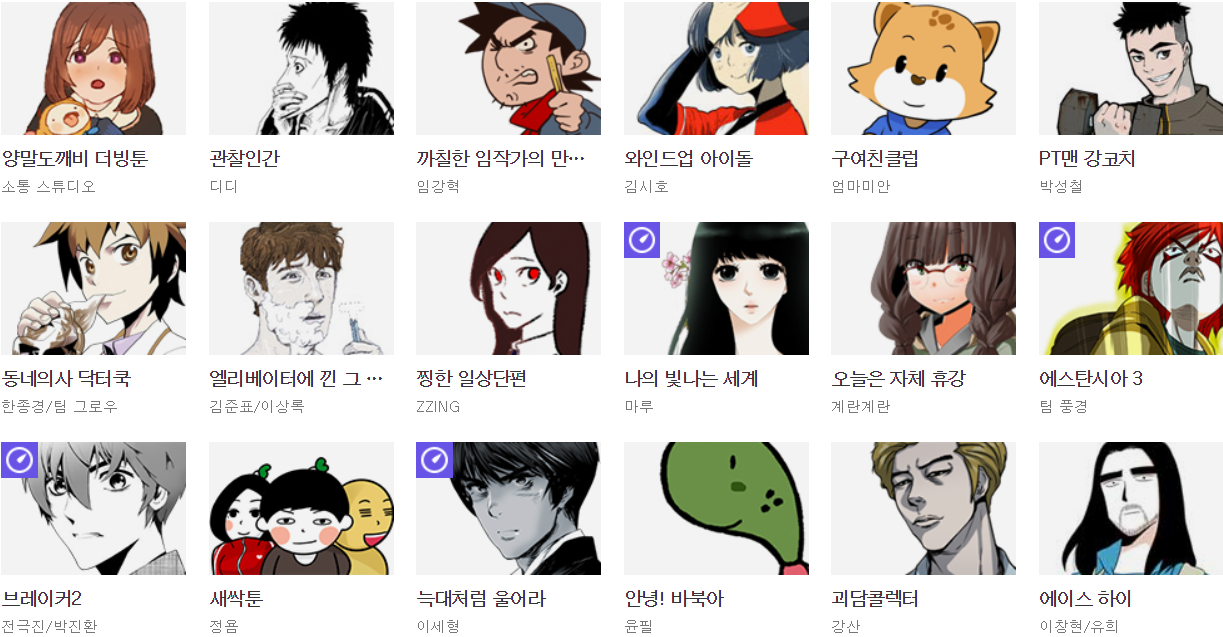 양말도깨비 더빙툰
소통 스튜디오
관찰인간
디디
까칠한 임작가의 만…
임강혁
와인드업 아이돌
김시호
구여친클럽
엄마미안
PT맨 강코치
박성철
동네의사 닥터쿡
한종경/팀 그로우
엘리베이터에 낀 그 …
김준표/이상록
찡한 일상단편
ZZING
나의 빛나는 세계
마루
오늘은 자체 휴강
계란계란
에스탄시아 3
팀 풍경
브레이커2
전극진/박진환
새싹툰
정욤
늑대처럼 울어라
이세형
안녕! 바북아
윤필
괴담콜렉터
강산
에이스 하이
이창현/유희